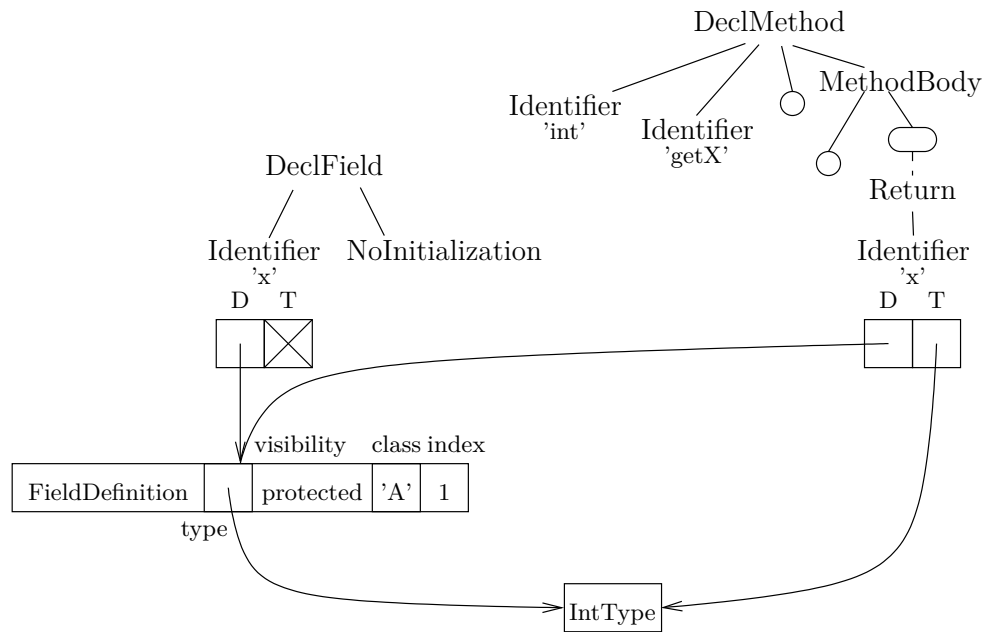 DeclMethod
MethodBody
Identifier
'int'
Identifier
'getX'
DeclField
Return
Identifier
'x'
NoInitialization
Identifier
'x'
D T
D T
visibility class index
FieldDefinition protected 'A' 1
type
IntType